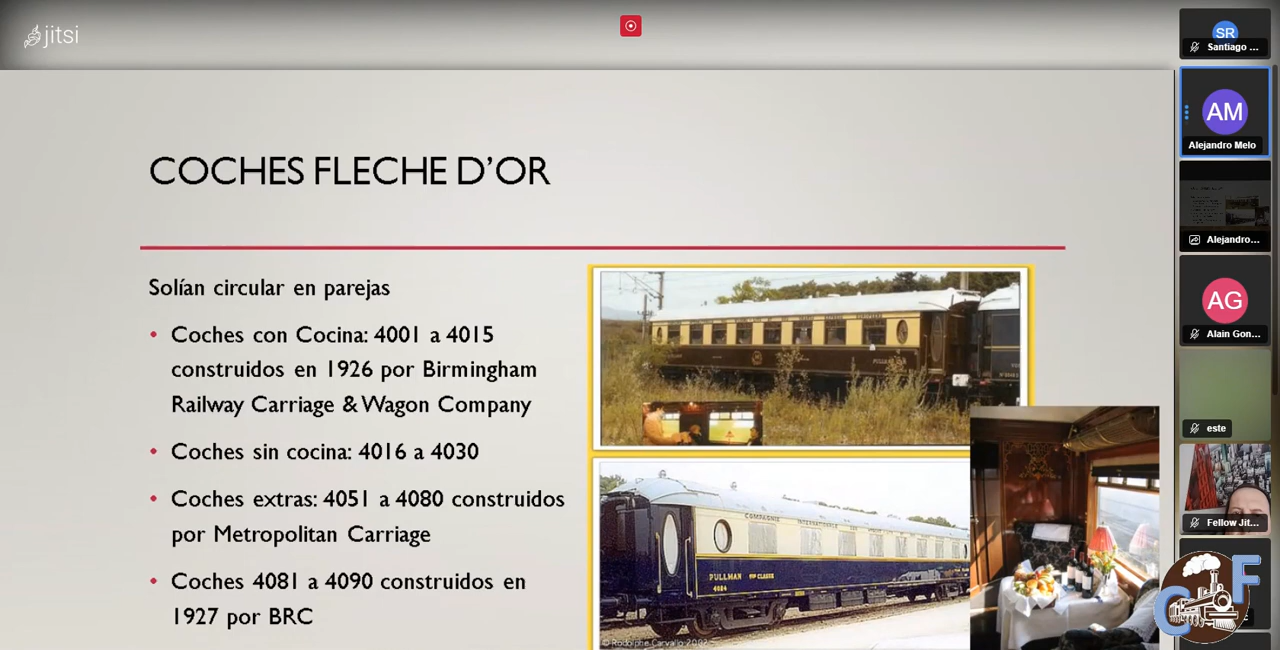 jitsi
SR
Santiago ...
AM
Alejandro Melo
Alejandro...
AG
Alain Gon...
este
Fellow Jit...
COCHES FLECHE D'OR
Solían circular en parejas
• Coches con Cocina: 4001 a 4015
construidos en 1926 por Birmingham
Railway Carriage & Wagon Company
• Coches sin cocina: 4016 a 4030
• Coches extras: 4051 a 4080 construidos
por Metropolitan Carriage
• Coches 4081 a 4090 construidos en
1927 por BRC
COMPAGNIE INTERNATIONALE DES
PULLMAN
CLASSE
4084
© Rodolphe Carvallo 2002
C F